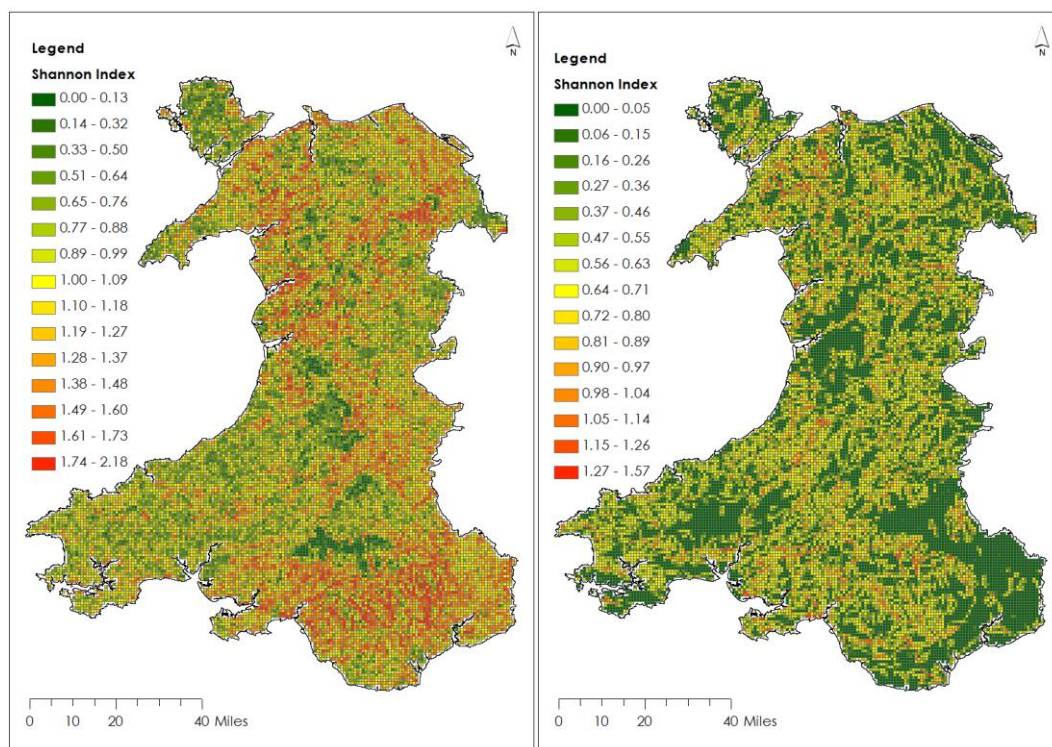 Legend
Shannon Index
0.00 - 0.13
0.14 - 0.32
0.33 - 0.50
0.51 - 0.64
0.65 - 0.76
0.77 - 0.88
0.89 - 0.99
1.00 - 1.09
1.10 - 1.18
1.19 - 1.27
1.28 - 1.37
1.38 - 1.48
1.49 - 1.60
1.61 - 1.73
1.74 - 2.18
N
0 10 20 40 Miles
Legend
Shannon Index
0.00 - 0.05
0.06 - 0.15
0.16 - 0.26
0.27 - 0.36
0.37 - 0.46
0.47 - 0.55
0.56 - 0.63
0.64 - 0.71
0.72 - 0.80
0.81 - 0.89
0.90 - 0.97
0.98 - 1.04
1.05 - 1.14
1.15 - 1.26
1.27 - 1.57
N
0 10 20 40 Miles